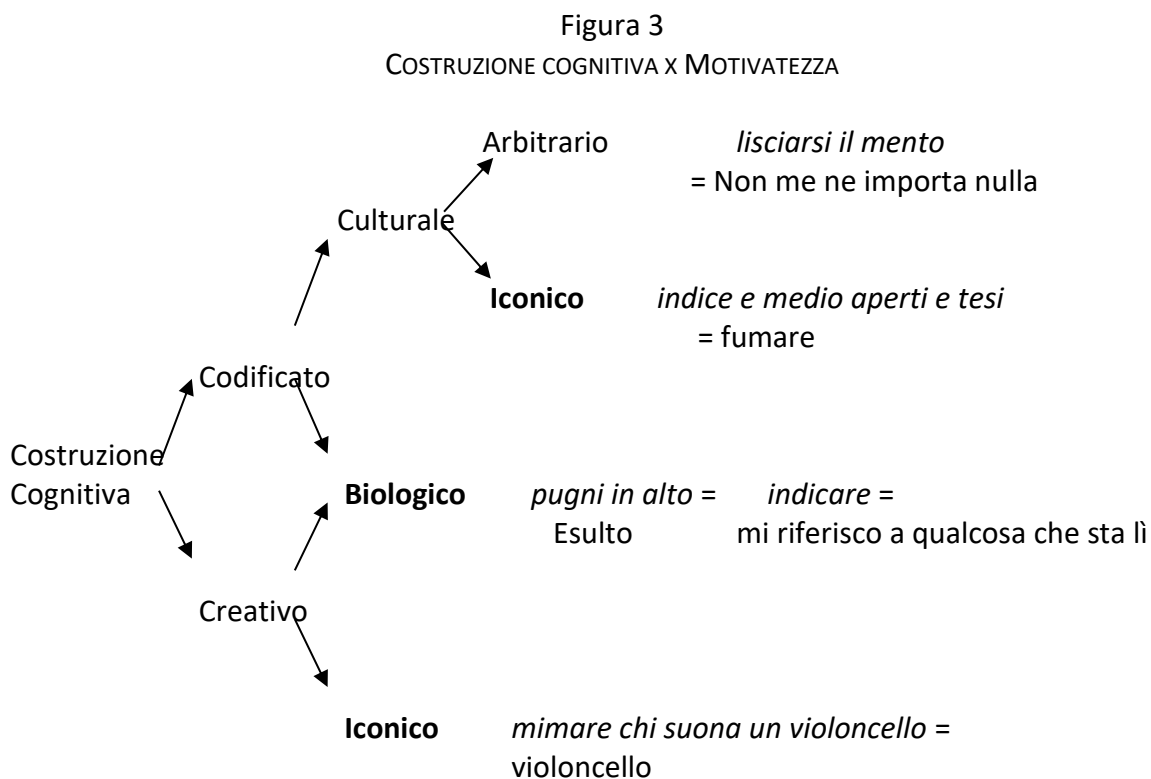 Figura 3
COSTRUZIONE COGNITIVA X MOTIVATEZZA
Arbitrario lisciarsi il mento
= Non me ne importa nulla
Culturale
Iconico indice e medio aperti e tesi
= fumare
Codificato
Costruzione
Cognitiva
Biologico pugni in alto = indicare =
Esulto mi riferisco a qualcosa che sta lì
Creativo
Iconico mimare chi suona un violoncello =
violoncello